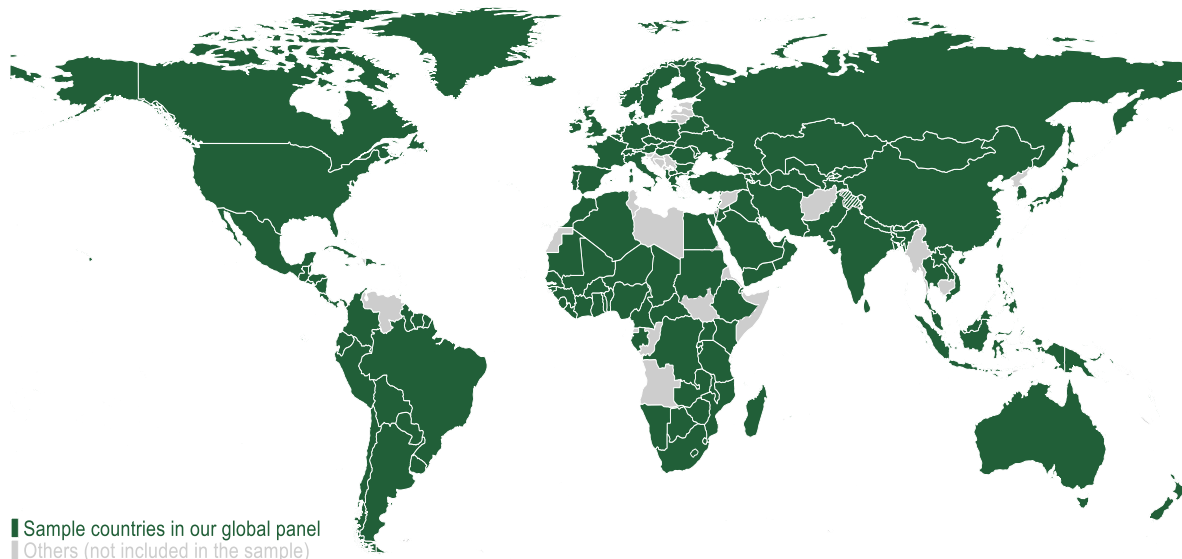 Sample countries in our global panel
Others (not included in the sample)